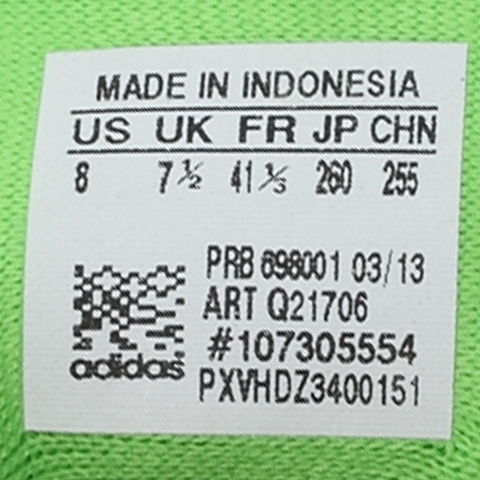 MADE IN INDONESIA
US UK FR JP CHN
8 7½ 41⅓ 260 255
PRB 698001 03/13
ART Q21706
#107305554
adidas
PXVHDZ3400151